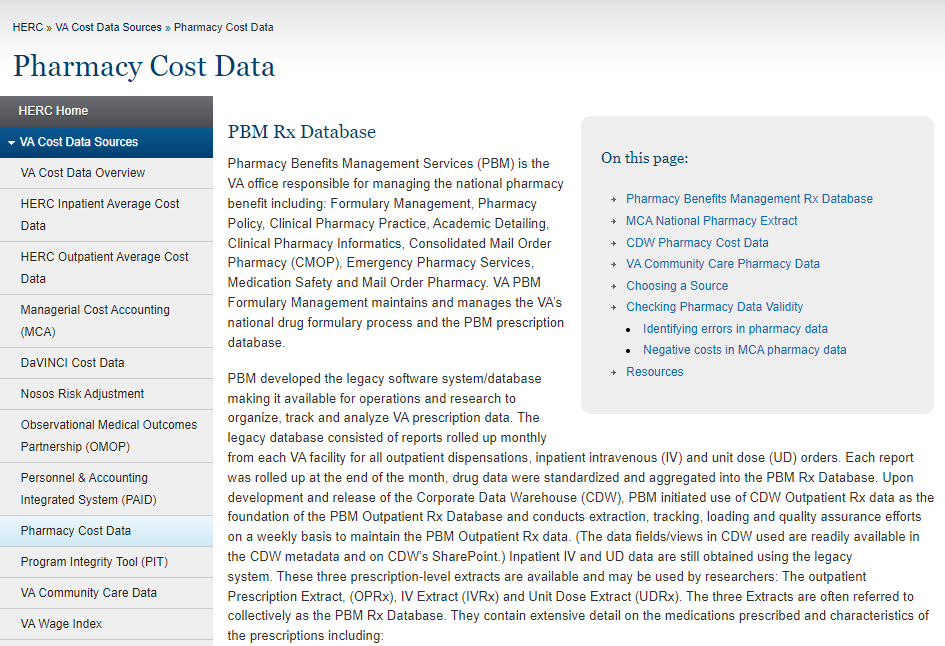 HERC » VA Cost Data Sources » Pharmacy Cost Data
Pharmacy Cost Data
HERC Home
VA Cost Data Sources
VA Cost Data Overview
HERC Inpatient Average Cost
Data
HERC Outpatient Average Cost
Data
Managerial Cost Accounting
(MCA)
DaVINCI Cost Data
Nosos Risk Adjustment
Observational Medical Outcomes
Partnership (OMOP)
Personnel & Accounting
Integrated System (PAID)
Pharmacy Cost Data
Program Integrity Tool (PIT)
VA Community Care Data
VA Wage Index
PBM Rx Database
Pharmacy Benefits Management Services (PBM) is the
VA office responsible for managing the national pharmacy
benefit including: Formulary Management, Pharmacy
Policy, Clinical Pharmacy Practice, Academic Detailing,
Clinical Pharmacy Informatics, Consolidated Mail Order
Pharmacy (CMOP), Emergency Pharmacy Services,
Medication Safety and Mail Order Pharmacy. VA PBM
Formulary Management maintains and manages the VA's
national drug formulary process and the PBM prescription
database.
PBM developed the legacy software system/database
making it available for operations and research to
organize, track and analyze VA prescription data. The
legacy database consisted of reports rolled up monthly
from each VA facility for all outpatient dispensations, inpatient intravenous (IV) and unit dose (UD) orders. Each report
was rolled up at the end of the month, drug data were standardized and aggregated into the PBM Rx Database. Upon
development and release of the Corporate Data Warehouse (CDW), PBM initiated use of CDW Outpatient Rx data as the
foundation of the PBM Outpatient Rx Database and conducts extraction, tracking, loading and quality assurance efforts
on a weekly basis to maintain the PBM Outpatient Rx data. (The data fields/views in CDW used are readily available in
the CDW metadata and on CDW's SharePoint.) Inpatient IV and UD data are still obtained using the legacy
system. These three prescription-level extracts are available and may be used by researchers: The outpatient
Prescription Extract, (OPRx), IV Extract (IVRx) and Unit Dose Extract (UDRx). The three Extracts are often referred to
collectively as the PBM Rx Database. They contain extensive detail on the medications prescribed and characteristics of
the prescriptions including:
On this page:
Pharmacy Benefits Management Rx Database
MCA National Pharmacy Extract
CDW Pharmacy Cost Data
VA Community Care Pharmacy Data
Choosing a Source
Checking Pharmacy Data Validity
Identifying errors in pharmacy data
Negative costs in MCA pharmacy data
Resources